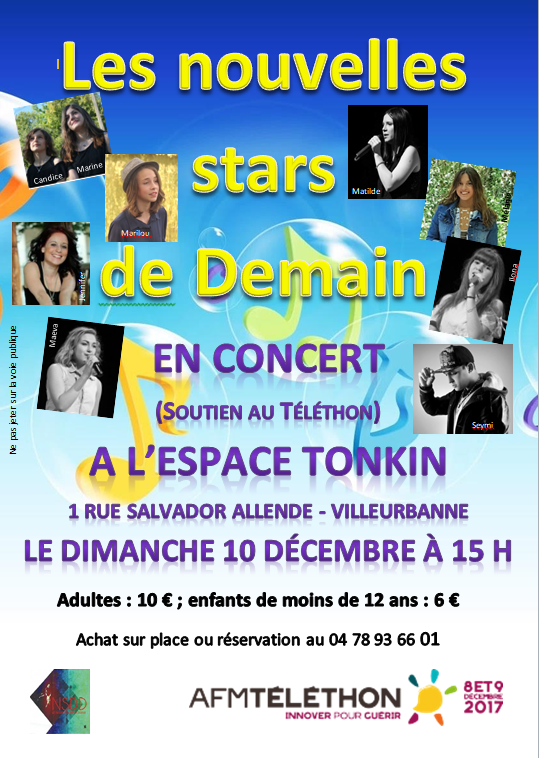 Les nouvelles
stars
de Demain
Candice
Marine
Marilou
Matilde
Jennifer
Ilona
Maeva
Seymi
EN CONCERT
(SOUTIEN AU TÉLÉTHON)
A L'ESPACE TONKIN
1 RUE SALVADOR ALLENDE - VILLEURBANNE
LE DIMANCHE 10 DÉCEMBRE À 15 H
Adultes : 10 € ; enfants de moins de 12 ans : 6 €
Achat sur place ou réservation au 04 78 93 66 01
Ne pas jeter sur la voie publique
AFMTÉLÉTHON
INNOVER POUR GUÉRIR
8 ET 9
DÉCEMBRE
2017